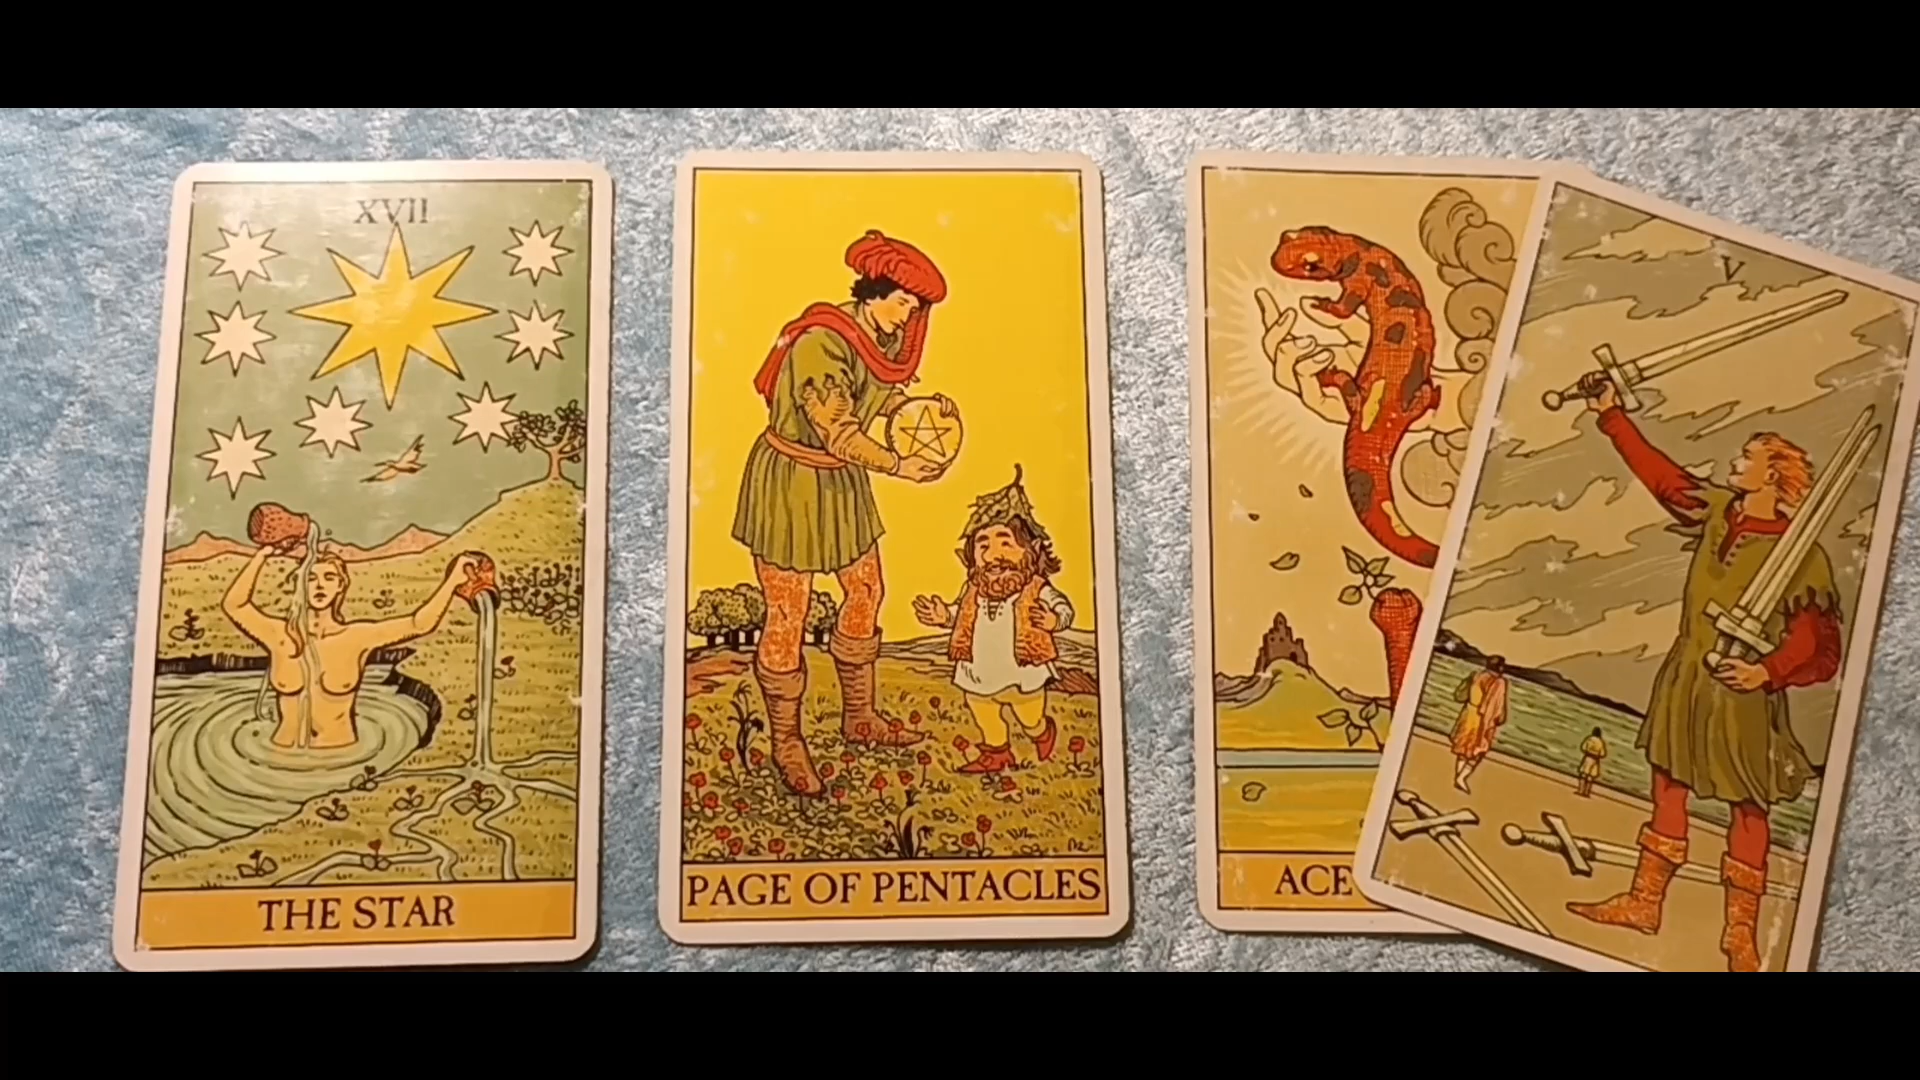 XVII
THE STAR
PAGE OF PENTACLES
ACE
V